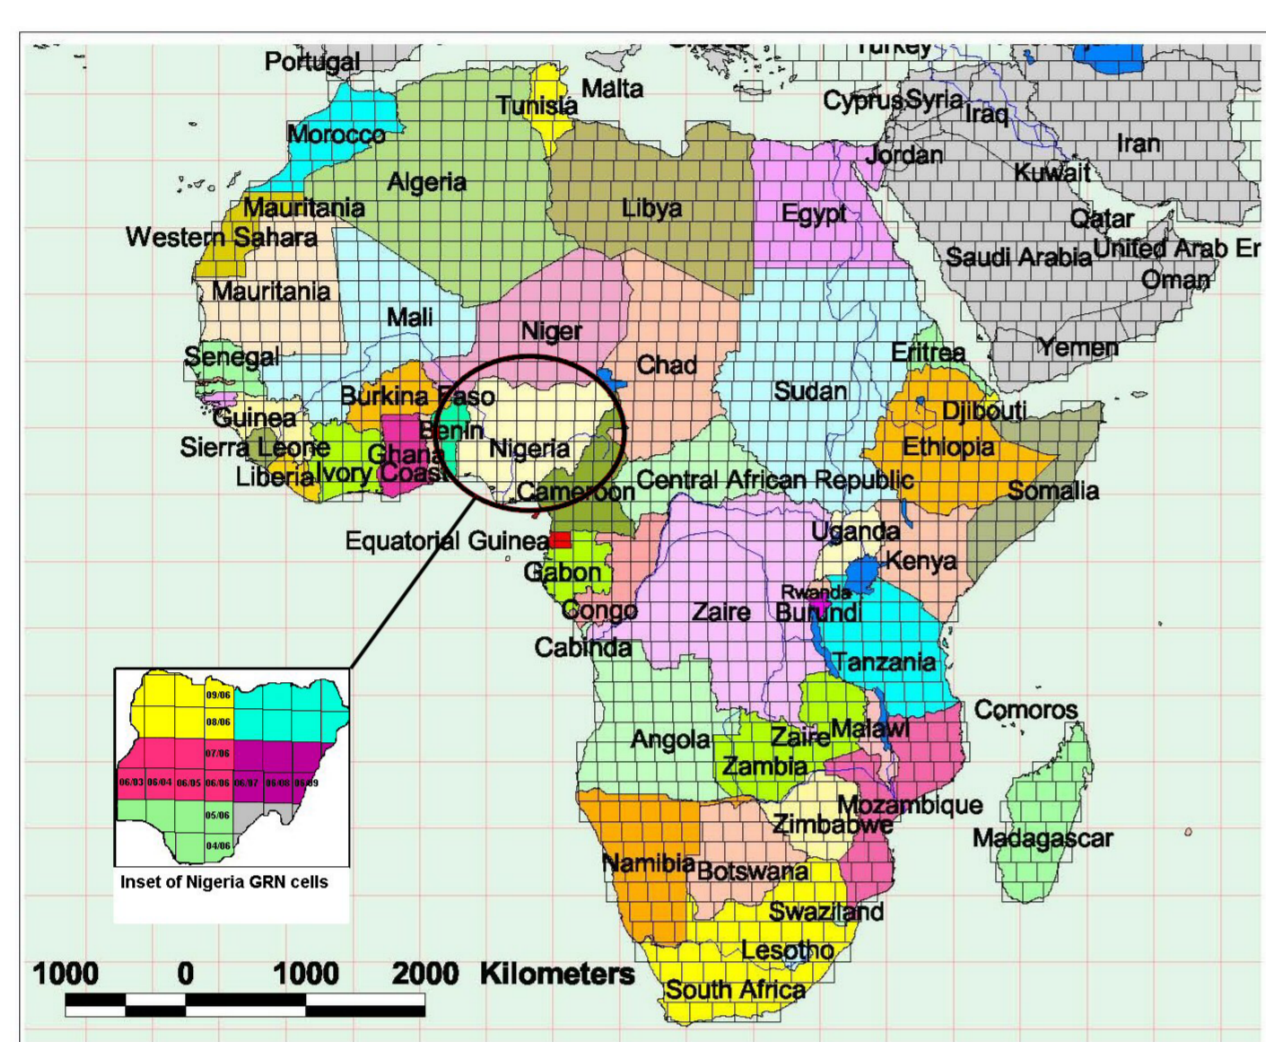 Portugal
Turkey
Malta
Tunisia
Cyprus
Syria
Iraq
Iran
Morocco
Jordan
Kuwait
Algeria
Mauritania
Libya
Egypt
Qatar
Western Sahara
Saudi Arabia
United Arab Er
Oman
Mauritania
Mali
Niger
Eritrea
Yemen
Senegal
Chad
Sudan
Burkina Faso
Djibouti
Guinea
Benin
Sierra Leone
Ghana
Nigeria
Ethiopia
Liberia
Ivory Coast
Cameroon
Central African Republic
Somalia
Uganda
Equatorial Guinea
Kenya
Gabon
Rwanda
Congo
Zaire
Burundi
Cabinda
Tanzania
Comoros
Angola
Zaire
Malawi
Zambia
Mozambique
Zimbabwe
Madagascar
Namibia
Botswana
Swaziland
Lesotho
South Africa
09/06
08/06
07/06
06/03 06/04 06/05 06/06 06/07 06/08 06/09
05/06
04/06
Inset of Nigeria GRN cells
1000 0 1000 2000 Kilometers